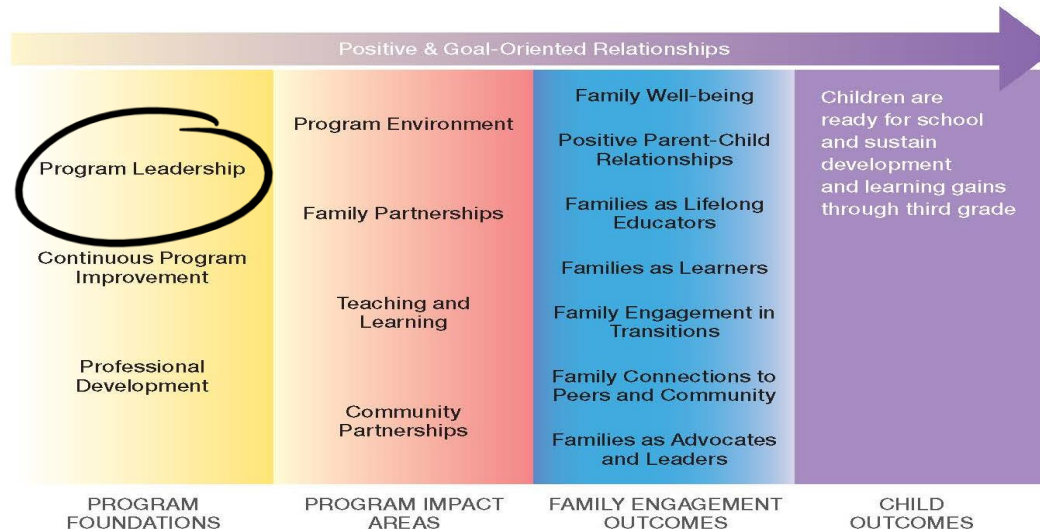 Positive & Goal-Oriented Relationships
Program Leadership
Continuous Program
Improvement
Professional
Development
PROGRAM
FOUNDATIONS
Program Environment
Family Partnerships
Teaching and
Learning
Community
Partnerships
PROGRAM IMPACT
AREAS
Family Well-being
Positive Parent-Child
Relationships
Families as Lifelong
Educators
Families as Learners
Family Engagement in
Transitions
Family Connections to
Peers and Community
Families as Advocates
and Leaders
FAMILY ENGAGEMENT
OUTCOMES
Children are
ready for school
and sustain
development
and learning gains
through third grade
CHILD
OUTCOMES